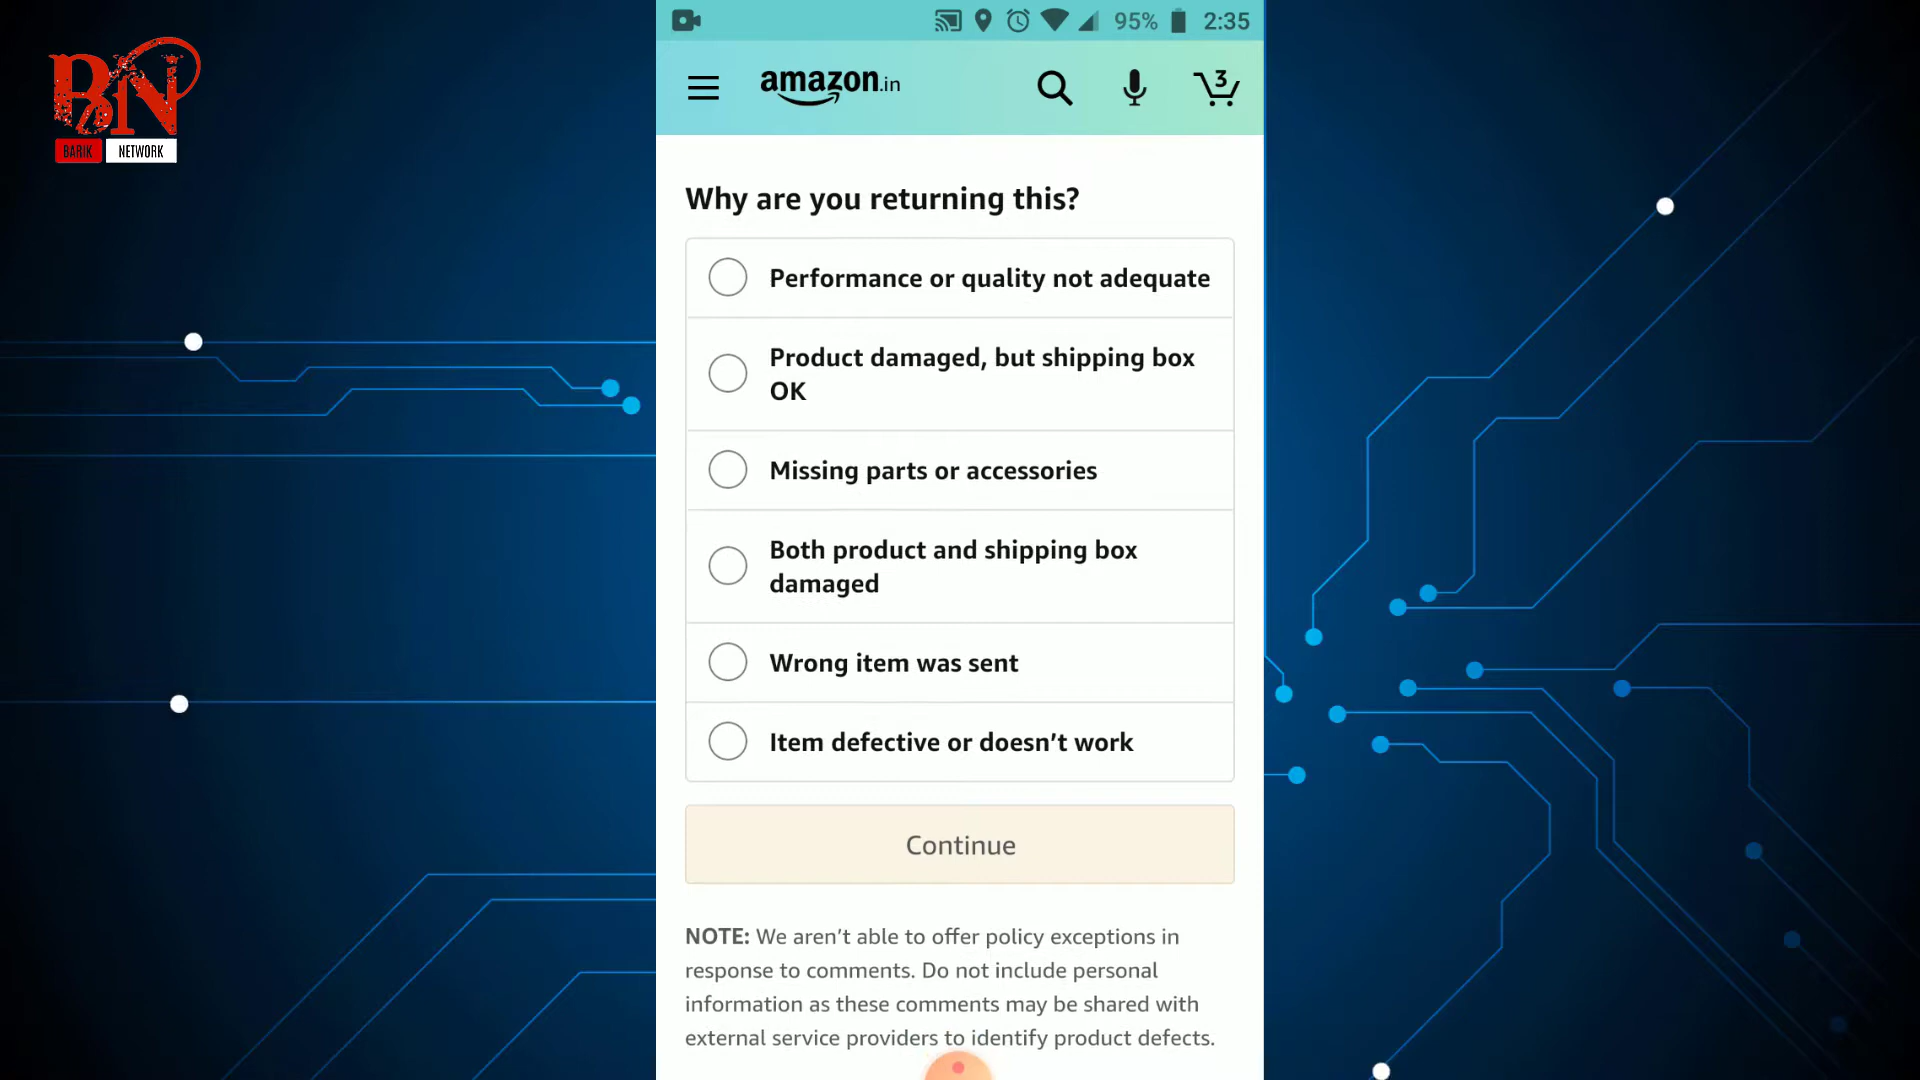 BN
BARIK NETWORK
95% 2:35
amazon.in
3
Why are you returning this?
Performance or quality not adequate
Product damaged, but shipping box
OK
Missing parts or accessories
Both product and shipping box
damaged
Wrong item was sent
Item defective or doesn’t work
Continue
NOTE: We aren’t able to offer policy exceptions in
response to comments. Do not include personal
information as these comments may be shared with
external service providers to identify product defects.